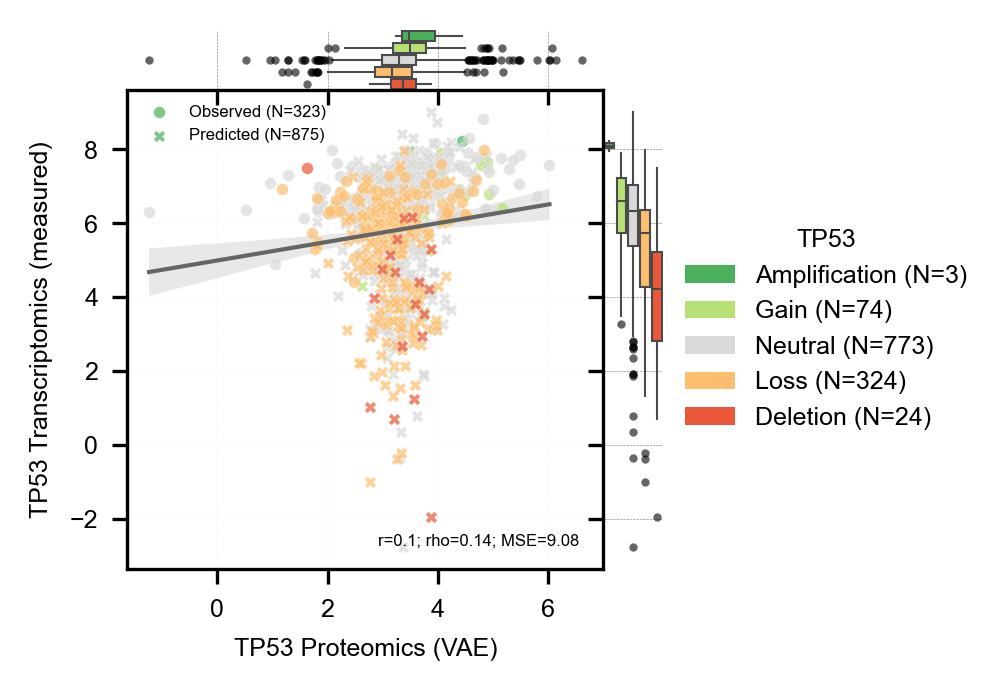 Observed (N=323)
Predicted (N=875)
8
6
4
2
0
−2
TP53 Transcriptomics (measured)
r=0.1; rho=0.14; MSE=9.08
0 2 4 6
TP53 Proteomics (VAE)
TP53
Amplification (N=3)
Gain (N=74)
Neutral (N=773)
Loss (N=324)
Deletion (N=24)